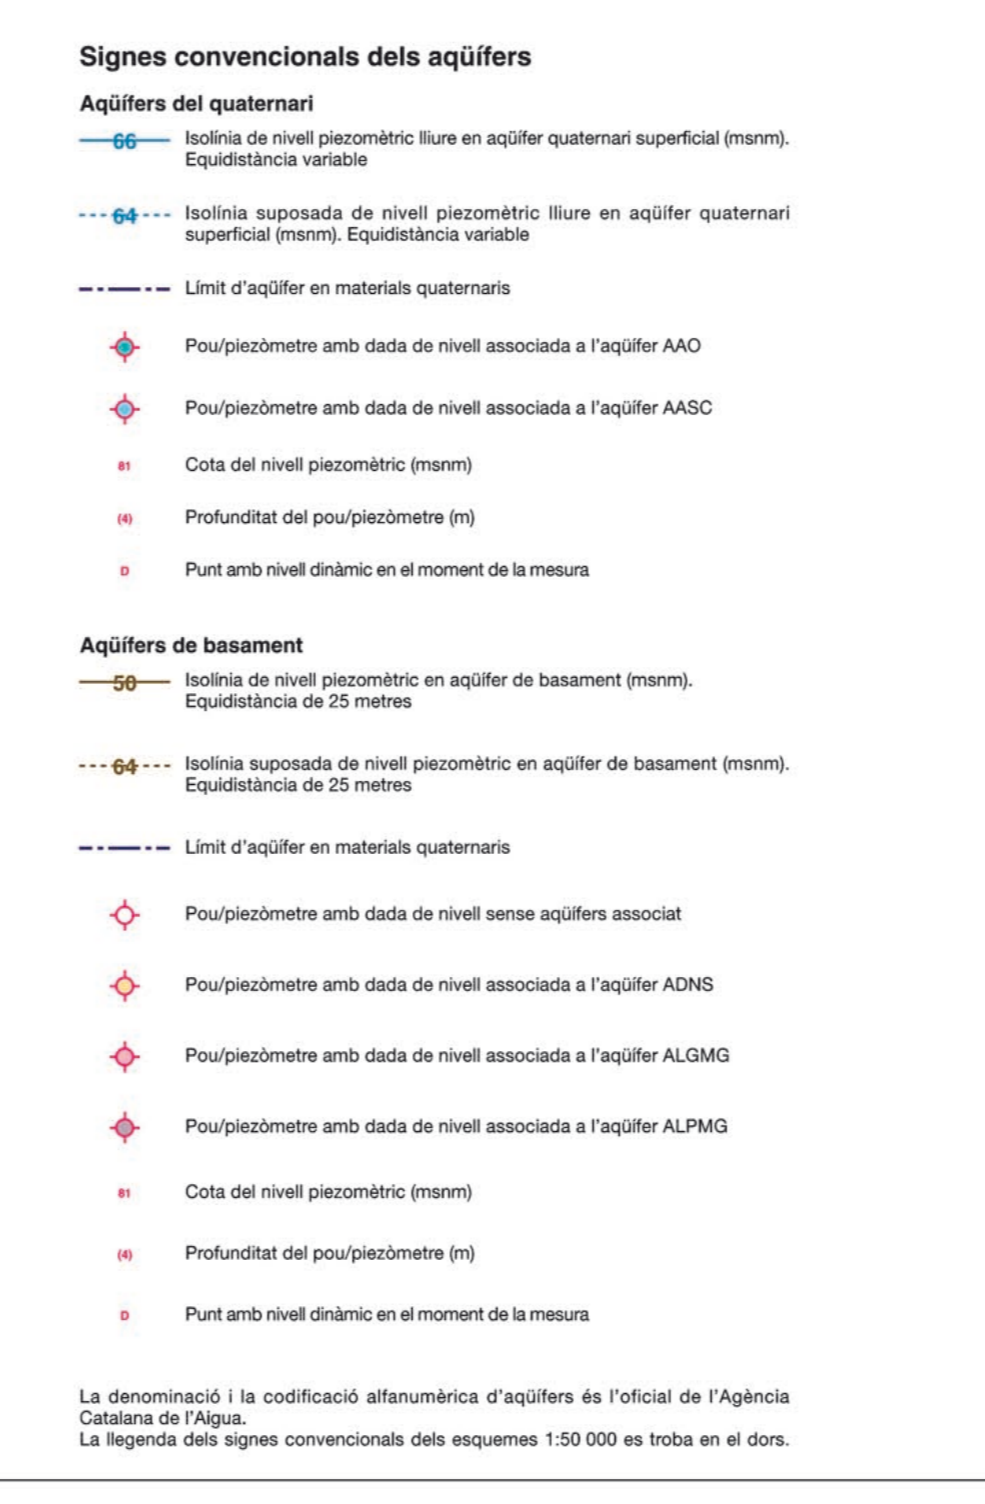 Signes convencionals dels aqüífers
Aqüífers del quaternari
66 Isolínia de nivell piezomètric lliure en aqüífer quaternari superficial (msnm).
Equidistància variable
64 Isolínia suposada de nivell piezomètric lliure en aqüífer quaternari
superficial (msnm). Equidistància variable
Límit d'aqüífer en materials quaternaris
Pou/piezòmetre amb dada de nivell associada a l'aqüífer AAO
Pou/piezòmetre amb dada de nivell associada a l'aqüífer AASC
81 Cota del nivell piezomètric (msnm)
(4) Profunditat del pou/piezòmetre (m)
D Punt amb nivell dinàmic en el moment de la mesura
Aqüífers de basament
50 Isolínia de nivell piezomètric en aqüífer de basament (msnm).
Equidistància de 25 metres
64 Isolínia suposada de nivell piezomètric en aqüífer de basament (msnm).
Equidistància de 25 metres
Límit d'aqüífer en materials quaternaris
Pou/piezòmetre amb dada de nivell sense aqüífers associat
Pou/piezòmetre amb dada de nivell associada a l'aqüífer ADNS
Pou/piezòmetre amb dada de nivell associada a l'aqüífer ALGMG
Pou/piezòmetre amb dada de nivell associada a l'aqüífer ALPMG
81 Cota del nivell piezomètric (msnm)
(4) Profunditat del pou/piezòmetre (m)
D Punt amb nivell dinàmic en el moment de la mesura
La denominació i la codificació alfanumèrica d'aqüífers és l'oficial de l'Agència
Catalana de l'Aigua.
La llegenda dels signes convencionals dels esquemes 1:50 000 es troba en el dors.